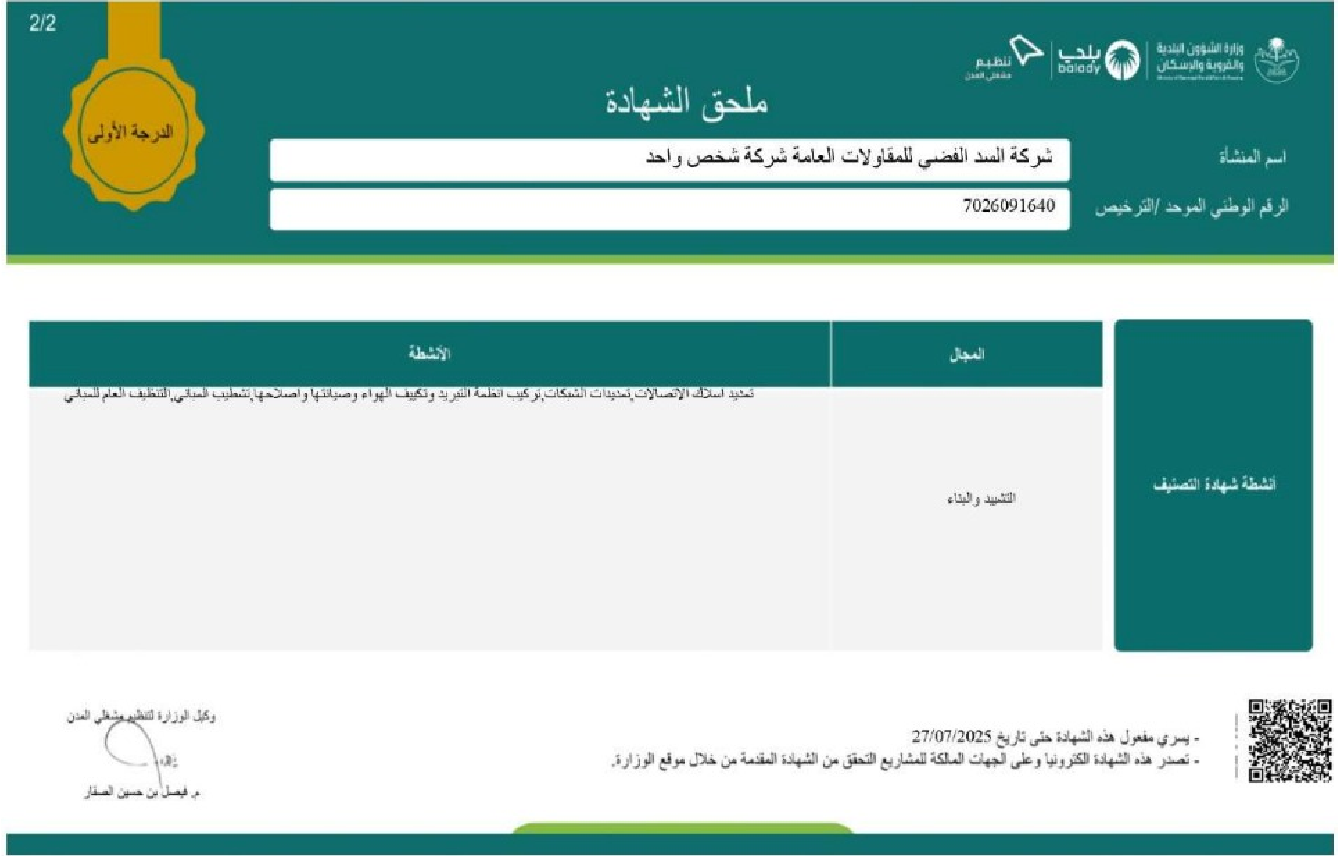 2/2
وزارة الشؤون البلدية
والقروية والإسكان
بلدي
balady
تنظيم
مشغلي المدن
ملحق الشهادة
الدرجة الأولى
اسم المنشأة
شركة السد الفضي للمقاولات العامة شركة شخص واحد
الرقم الوطني الموحد /الترخيص
7026091640
المجال
الأنشطة
أنشطة شهادة التصنيف
التشييد والبناء
تمديد اسلاك الإتصالات,تمديدات الشبكات,تركيب انظمة التبريد وتكييف الهواء وصيانتها واصلاحها,تشطيب المباني,التنظيف العام للمباني
- يسري مفعول هذه الشهادة حتى تاريخ 27/07/2025
- تصدر هذه الشهادة الكترونيا وعلى الجهات المالكة للمشاريع التحقق من الشهادة المقدمة من خلال موقع الوزارة.
وكيل الوزارة لتنظيم مشغلي المدن
م. فيصل بن حسين الصفار